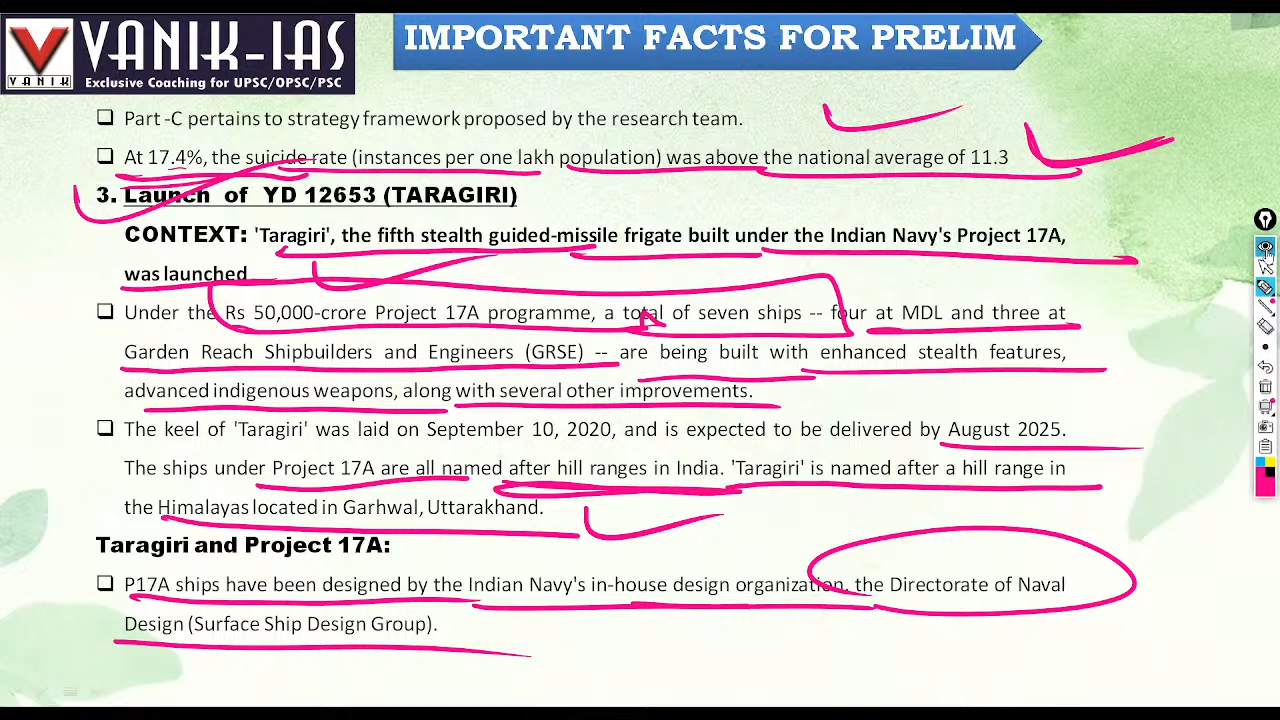 VANIK-IAS
VANIK
Exclusive Coaching for UPSC/OPSC/PSC
IMPORTANT FACTS FOR PRELIM
Part -C pertains to strategy framework proposed by the research team.
At 17.4%, the suicide rate (instances per one lakh population) was above the national average of 11.3
3. Launch of YD 12653 (TARAGIRI)
CONTEXT: 'Taragiri', the fifth stealth guided-missile frigate built under the Indian Navy's Project 17A,
was launched
Under the Rs 50,000-crore Project 17A programme, a total of seven ships -- four at MDL and three at
Garden Reach Shipbuilders and Engineers (GRSE) -- are being built with enhanced stealth features,
advanced indigenous weapons, along with several other improvements.
The keel of 'Taragiri' was laid on September 10, 2020, and is expected to be delivered by August 2025.
The ships under Project 17A are all named after hill ranges in India. 'Taragiri' is named after a hill range in
the Himalayas located in Garhwal, Uttarakhand.
Taragiri and Project 17A:
P17A ships have been designed by the Indian Navy's in-house design organization, the Directorate of Naval
Design (Surface Ship Design Group).